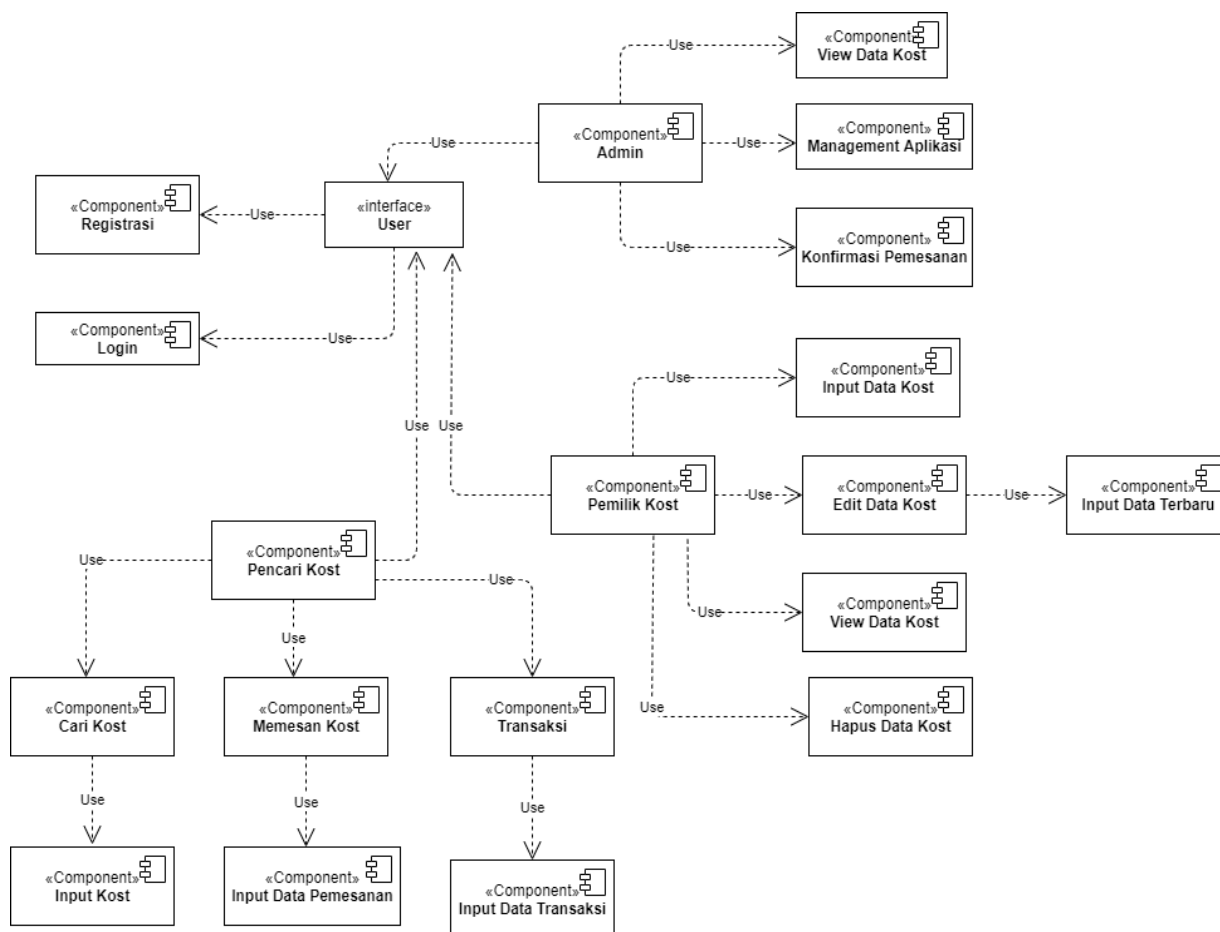 «Component»
View Data Kost
Use
«Component»
Admin
Use
«Component»
Management Aplikasi
Use
Use
«Component»
Konfirmasi Pemesanan
«interface»
User
Use
«Component»
Registrasi
Use
«Component»
Login
Use
Use
Use
«Component»
Input Data Kost
«Component»
Pemilik Kost
Use
«Component»
Edit Data Kost
Use
«Component»
Input Data Terbaru
Use
«Component»
View Data Kost
Use
«Component»
Hapus Data Kost
«Component»
Pencari Kost
Use
Use
Use
«Component»
Cari Kost
«Component»
Memesan Kost
«Component»
Transaksi
Use
Use
Use
«Component»
Input Kost
«Component»
Input Data Pemesanan
«Component»
Input Data Transaksi